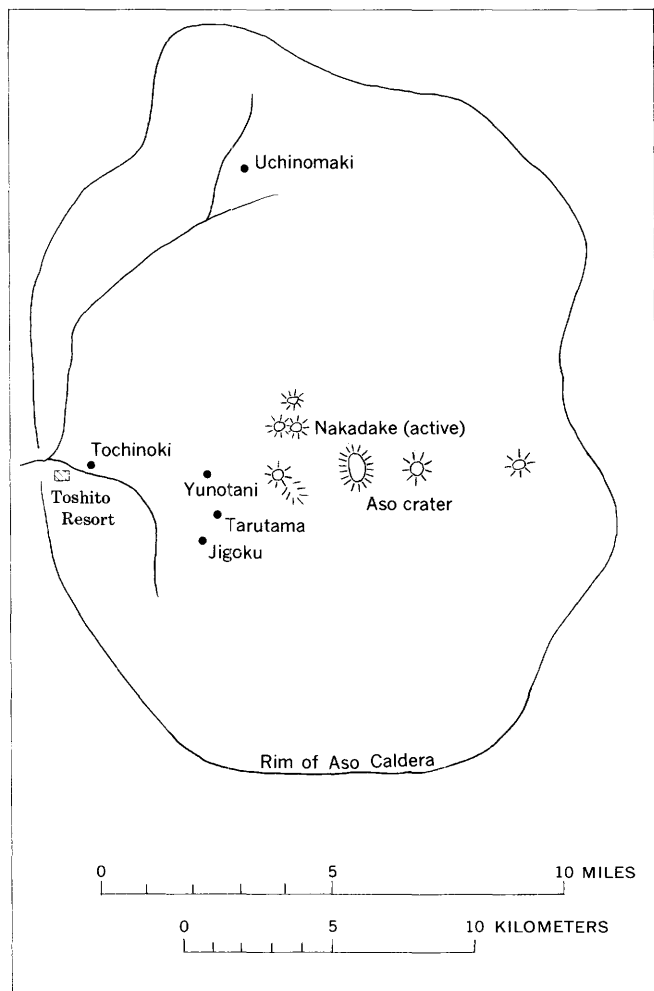 Uchinomaki
Nakadake (active)
Tochinoki
Toshito
Resort
Yunotani
Aso crater
Tarutama
Jigoku
Rim of Aso Caldera
0 5 10 MILES
0 5 10 KILOMETERS